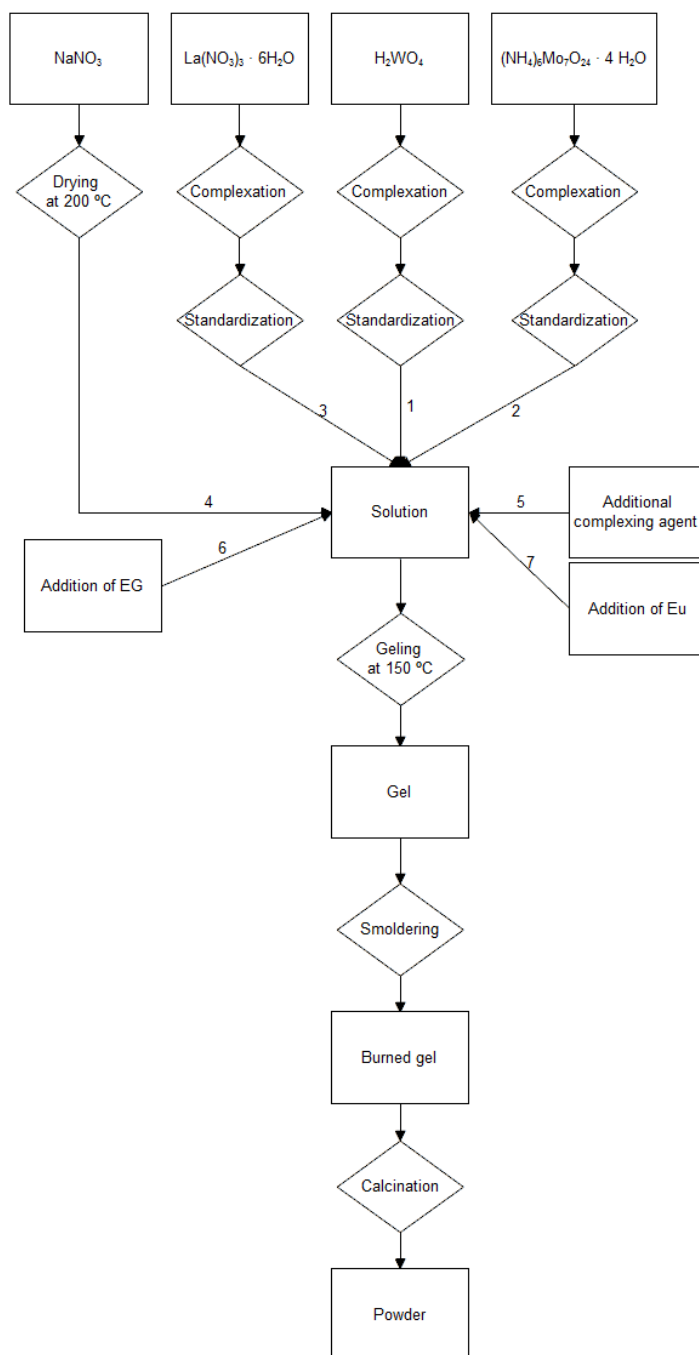 NaNO₃
La(NO₃)₃ · 6H₂O
H₂WO₄
(NH₄)₆Mo₇O₂₄ · 4 H₂O
Drying
at 200 ºC
Complexation
Complexation
Complexation
Standardization
Standardization
Standardization
3
1
2
4
Solution
5
Additional
complexing agent
6
7
Addition of EG
Addition of Eu
Geling
at 150 ºC
Gel
Smoldering
Burned gel
Calcination
Powder